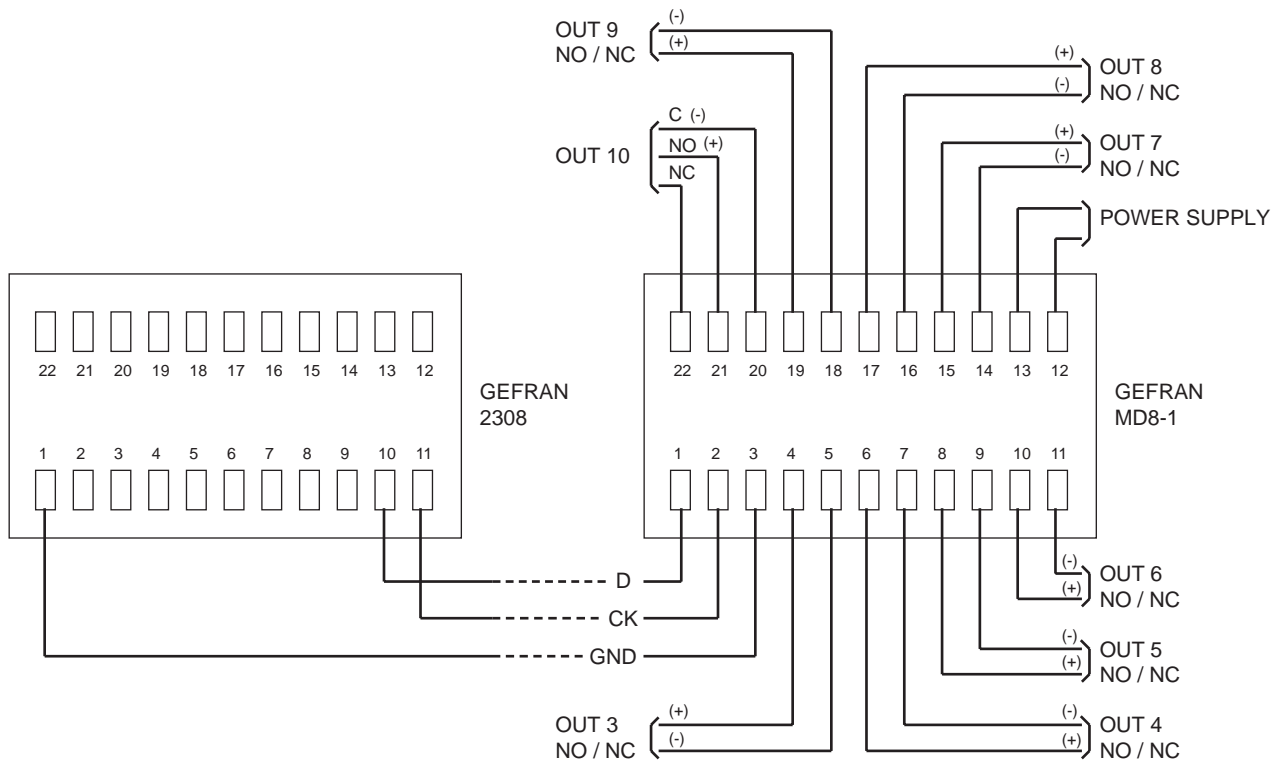 OUT 9
NO / NC
(-)
(+)
OUT 10
C (-)
NO (+)
NC
(+)
(-)
OUT 8
NO / NC
(+)
(-)
OUT 7
NO / NC
POWER SUPPLY
22 21 20 19 18 17 16 15 14 13 12
1 2 3 4 5 6 7 8 9 10 11
GEFRAN
2308
22 21 20 19 18 17 16 15 14 13 12
1 2 3 4 5 6 7 8 9 10 11
GEFRAN
MD8-1
D
CK
GND
(-)
(+)
OUT 6
NO / NC
(-)
(+)
OUT 5
NO / NC
OUT 3
NO / NC
(+)
(-)
(-)
(+)
OUT 4
NO / NC